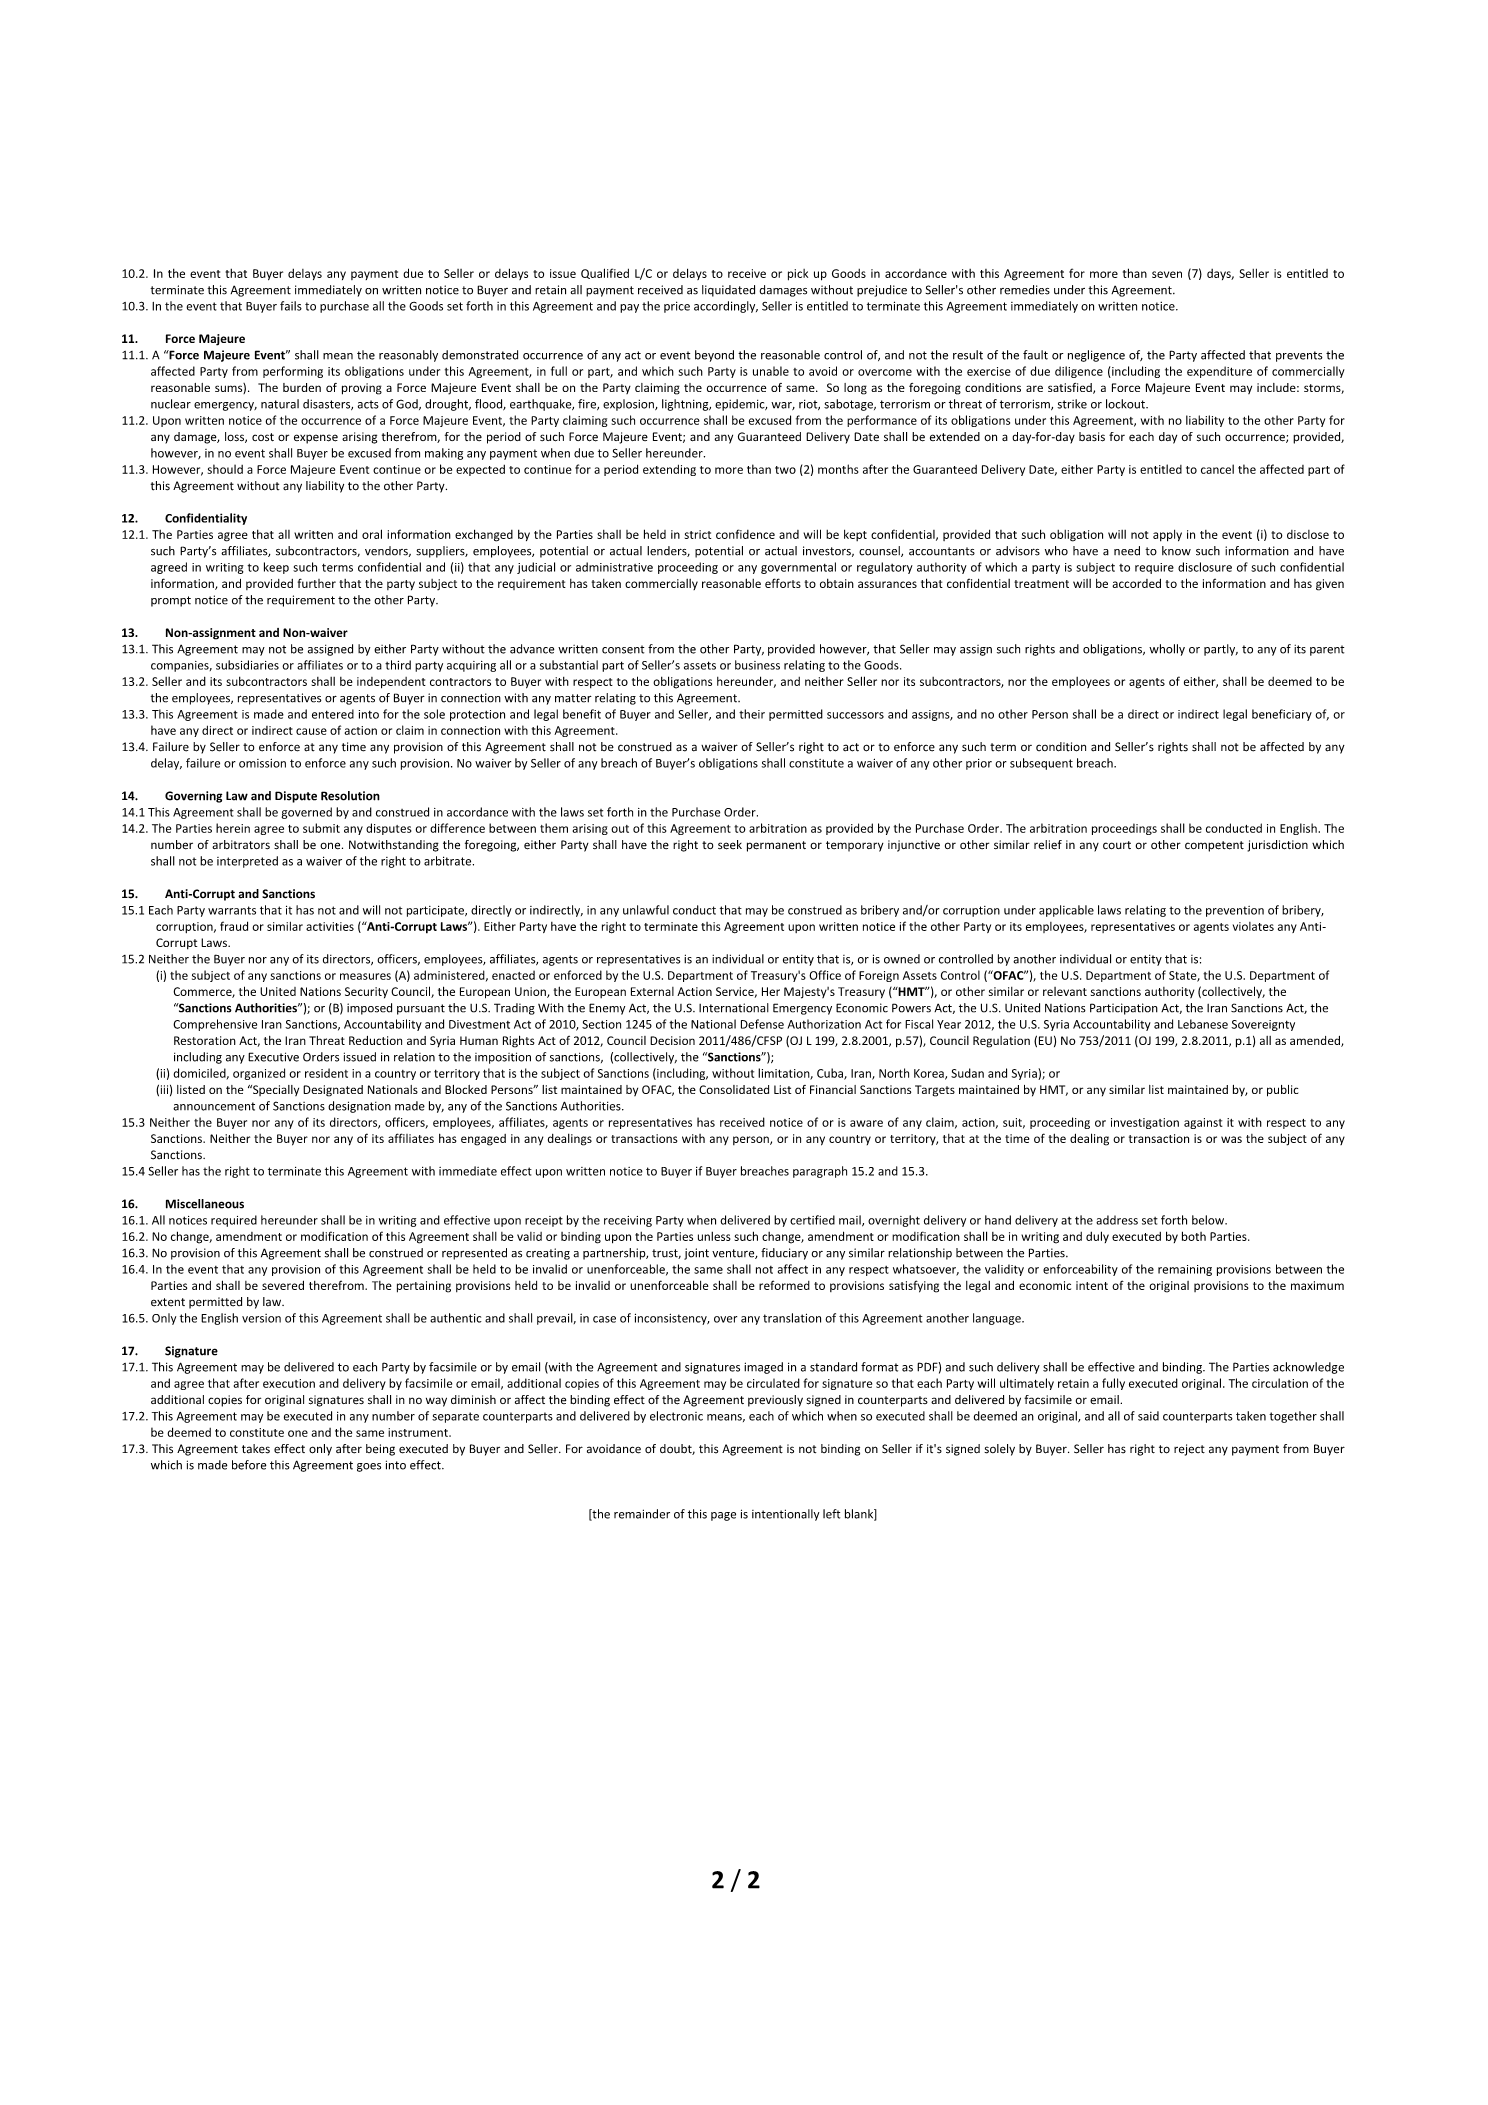 10.2. In the event that Buyer delays any payment due to Seller or delays to issue Qualified L/C or delays to receive or pick up Goods in accordance with this Agreement for more than seven (7) days, Seller is entitled to
terminate this Agreement immediately on written notice to Buyer and retain all payment received as liquidated damages without prejudice to Seller's other remedies under this Agreement.
10.3. In the event that Buyer fails to purchase all the Goods set forth in this Agreement and pay the price accordingly, Seller is entitled to terminate this Agreement immediately on written notice.
11. Force Majeure
11.1. A “Force Majeure Event” shall mean the reasonably demonstrated occurrence of any act or event beyond the reasonable control of, and not the result of the fault or negligence of, the Party affected that prevents the
affected Party from performing its obligations under this Agreement, in full or part, and which such Party is unable to avoid or overcome with the exercise of due diligence (including the expenditure of commercially
reasonable sums). The burden of proving a Force Majeure Event shall be on the Party claiming the occurrence of same. So long as the foregoing conditions are satisfied, a Force Majeure Event may include: storms,
nuclear emergency, natural disasters, acts of God, drought, flood, earthquake, fire, explosion, lightning, epidemic, war, riot, sabotage, terrorism or threat of terrorism, strike or lockout.
11.2. Upon written notice of the occurrence of a Force Majeure Event, the Party claiming such occurrence shall be excused from the performance of its obligations under this Agreement, with no liability to the other Party for
any damage, loss, cost or expense arising therefrom, for the period of such Force Majeure Event; and any Guaranteed Delivery Date shall be extended on a day-for-day basis for each day of such occurrence; provided,
however, in no event shall Buyer be excused from making any payment when due to Seller hereunder.
11.3. However, should a Force Majeure Event continue or be expected to continue for a period extending to more than two (2) months after the Guaranteed Delivery Date, either Party is entitled to cancel the affected part of
this Agreement without any liability to the other Party.
12. Confidentiality
12.1. The Parties agree that all written and oral information exchanged by the Parties shall be held in strict confidence and will be kept confidential, provided that such obligation will not apply in the event (i) to disclose to
such Party’s affiliates, subcontractors, vendors, suppliers, employees, potential or actual lenders, potential or actual investors, counsel, accountants or advisors who have a need to know such information and have
agreed in writing to keep such terms confidential and (ii) that any judicial or administrative proceeding or any governmental or regulatory authority of which a party is subject to require disclosure of such confidential
information, and provided further that the party subject to the requirement has taken commercially reasonable efforts to obtain assurances that confidential treatment will be accorded to the information and has given
prompt notice of the requirement to the other Party.
13. Non-assignment and Non-waiver
13.1. This Agreement may not be assigned by either Party without the advance written consent from the other Party, provided however, that Seller may assign such rights and obligations, wholly or partly, to any of its parent
companies, subsidiaries or affiliates or to a third party acquiring all or a substantial part of Seller’s assets or business relating to the Goods.
13.2. Seller and its subcontractors shall be independent contractors to Buyer with respect to the obligations hereunder, and neither Seller nor its subcontractors, nor the employees or agents of either, shall be deemed to be
the employees, representatives or agents of Buyer in connection with any matter relating to this Agreement.
13.3. This Agreement is made and entered into for the sole protection and legal benefit of Buyer and Seller, and their permitted successors and assigns, and no other Person shall be a direct or indirect legal beneficiary of, or
have any direct or indirect cause of action or claim in connection with this Agreement.
13.4. Failure by Seller to enforce at any time any provision of this Agreement shall not be construed as a waiver of Seller’s right to act or to enforce any such term or condition and Seller’s rights shall not be affected by any
delay, failure or omission to enforce any such provision. No waiver by Seller of any breach of Buyer’s obligations shall constitute a waiver of any other prior or subsequent breach.
14. Governing Law and Dispute Resolution
14.1 This Agreement shall be governed by and construed in accordance with the laws set forth in the Purchase Order.
14.2. The Parties herein agree to submit any disputes or difference between them arising out of this Agreement to arbitration as provided by the Purchase Order. The arbitration proceedings shall be conducted in English. The
number of arbitrators shall be one. Notwithstanding the foregoing, either Party shall have the right to seek permanent or temporary injunctive or other similar relief in any court or other competent jurisdiction which
shall not be interpreted as a waiver of the right to arbitrate.
15. Anti-Corrupt and Sanctions
15.1 Each Party warrants that it has not and will not participate, directly or indirectly, in any unlawful conduct that may be construed as bribery and/or corruption under applicable laws relating to the prevention of bribery,
corruption, fraud or similar activities (“Anti-Corrupt Laws”). Either Party have the right to terminate this Agreement upon written notice if the other Party or its employees, representatives or agents violates any Anti-
Corrupt Laws.
15.2 Neither the Buyer nor any of its directors, officers, employees, affiliates, agents or representatives is an individual or entity that is, or is owned or controlled by another individual or entity that is:
(i) the subject of any sanctions or measures (A) administered, enacted or enforced by the U.S. Department of Treasury's Office of Foreign Assets Control (“OFAC”), the U.S. Department of State, the U.S. Department of
Commerce, the United Nations Security Council, the European Union, the European External Action Service, Her Majesty's Treasury (“HMT”), or other similar or relevant sanctions authority (collectively, the
“Sanctions Authorities”); or (B) imposed pursuant the U.S. Trading With the Enemy Act, the U.S. International Emergency Economic Powers Act, the U.S. United Nations Participation Act, the Iran Sanctions Act, the
Comprehensive Iran Sanctions, Accountability and Divestment Act of 2010, Section 1245 of the National Defense Authorization Act for Fiscal Year 2012, the U.S. Syria Accountability and Lebanese Sovereignty
Restoration Act, the Iran Threat Reduction and Syria Human Rights Act of 2012, Council Decision 2011/486/CFSP (OJ L 199, 2.8.2001, p.57), Council Regulation (EU) No 753/2011 (OJ 199, 2.8.2011, p.1) all as amended,
including any Executive Orders issued in relation to the imposition of sanctions, (collectively, the “Sanctions”);
(ii) domiciled, organized or resident in a country or territory that is the subject of Sanctions (including, without limitation, Cuba, Iran, North Korea, Sudan and Syria); or
(iii) listed on the “Specially Designated Nationals and Blocked Persons” list maintained by OFAC, the Consolidated List of Financial Sanctions Targets maintained by HMT, or any similar list maintained by, or public
announcement of Sanctions designation made by, any of the Sanctions Authorities.
15.3 Neither the Buyer nor any of its directors, officers, employees, affiliates, agents or representatives has received notice of or is aware of any claim, action, suit, proceeding or investigation against it with respect to any
Sanctions. Neither the Buyer nor any of its affiliates has engaged in any dealings or transactions with any person, or in any country or territory, that at the time of the dealing or transaction is or was the subject of any
Sanctions.
15.4 Seller has the right to terminate this Agreement with immediate effect upon written notice to Buyer if Buyer breaches paragraph 15.2 and 15.3.
16. Miscellaneous
16.1. All notices required hereunder shall be in writing and effective upon receipt by the receiving Party when delivered by certified mail, overnight delivery or hand delivery at the address set forth below.
16.2. No change, amendment or modification of this Agreement shall be valid or binding upon the Parties unless such change, amendment or modification shall be in writing and duly executed by both Parties.
16.3. No provision of this Agreement shall be construed or represented as creating a partnership, trust, joint venture, fiduciary or any similar relationship between the Parties.
16.4. In the event that any provision of this Agreement shall be held to be invalid or unenforceable, the same shall not affect in any respect whatsoever, the validity or enforceability of the remaining provisions between the
Parties and shall be severed therefrom. The pertaining provisions held to be invalid or unenforceable shall be reformed to provisions satisfying the legal and economic intent of the original provisions to the maximum
extent permitted by law.
16.5. Only the English version of this Agreement shall be authentic and shall prevail, in case of inconsistency, over any translation of this Agreement another language.
17. Signature
17.1. This Agreement may be delivered to each Party by facsimile or by email (with the Agreement and signatures imaged in a standard format as PDF) and such delivery shall be effective and binding. The Parties acknowledge
and agree that after execution and delivery by facsimile or email, additional copies of this Agreement may be circulated for signature so that each Party will ultimately retain a fully executed original. The circulation of the
additional copies for original signatures shall in no way diminish or affect the binding effect of the Agreement previously signed in counterparts and delivered by facsimile or email.
17.2. This Agreement may be executed in any number of separate counterparts and delivered by electronic means, each of which when so executed shall be deemed an original, and all of said counterparts taken together shall
be deemed to constitute one and the same instrument.
17.3. This Agreement takes effect only after being executed by Buyer and Seller. For avoidance of doubt, this Agreement is not binding on Seller if it's signed solely by Buyer. Seller has right to reject any payment from Buyer
which is made before this Agreement goes into effect.
[the remainder of this page is intentionally left blank]
2 / 2